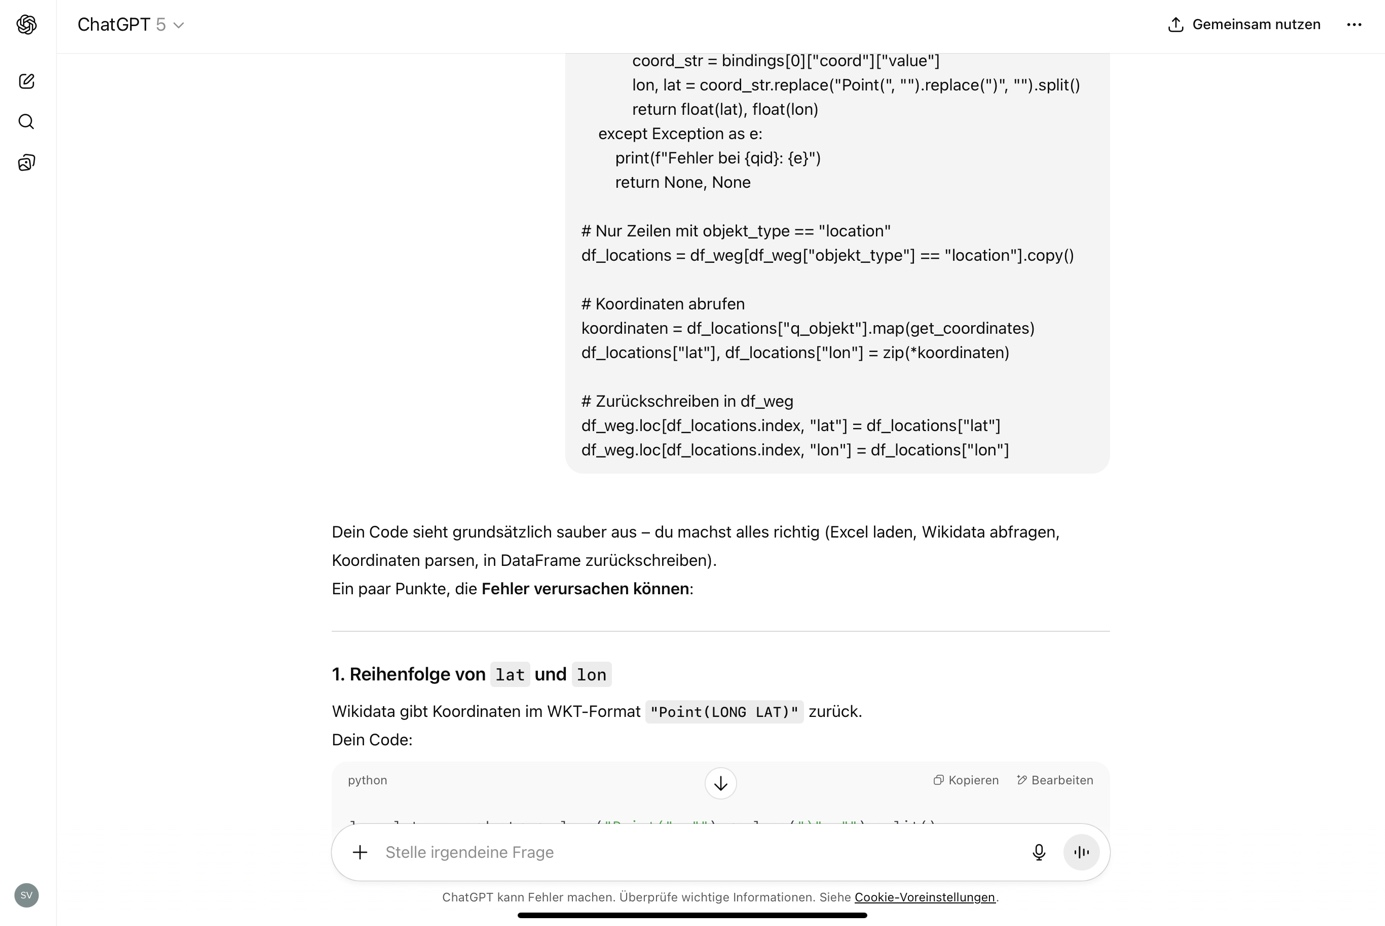 ChatGPT 5
Gemeinsam nutzen
coord_str = bindings[0]["coord"]["value"]
lon, lat = coord_str.replace("Point(", "").replace(")", "").split()
return float(lat), float(lon)
except Exception as e:
print(f"Fehler bei {qid}: {e}")
return None, None
# Nur Zeilen mit objekt_type == "location"
df_locations = df_weg[df_weg["objekt_type"] == "location"].copy()
# Koordinaten abrufen
koordinaten = df_locations["q_objekt"].map(get_coordinates)
df_locations["lat"], df_locations["lon"] = zip(*koordinaten)
# Zurückschreiben in df_weg
df_weg.loc[df_locations.index, "lat"] = df_locations["lat"]
df_weg.loc[df_locations.index, "lon"] = df_locations["lon"]
Dein Code sieht grundsätzlich sauber aus – du machst alles richtig (Excel laden, Wikidata abfragen,
Koordinaten parsen, in DataFrame zurückschreiben).
Ein paar Punkte, die Fehler verursachen können:
1. Reihenfolge von lat und lon
Wikidata gibt Koordinaten im WKT-Format "Point(LONG LAT)" zurück.
Dein Code:
python
Kopieren
Bearbeiten
Stelle irgendeine Frage
SV
ChatGPT kann Fehler machen. Überprüfe wichtige Informationen. Siehe Cookie-Voreinstellungen.